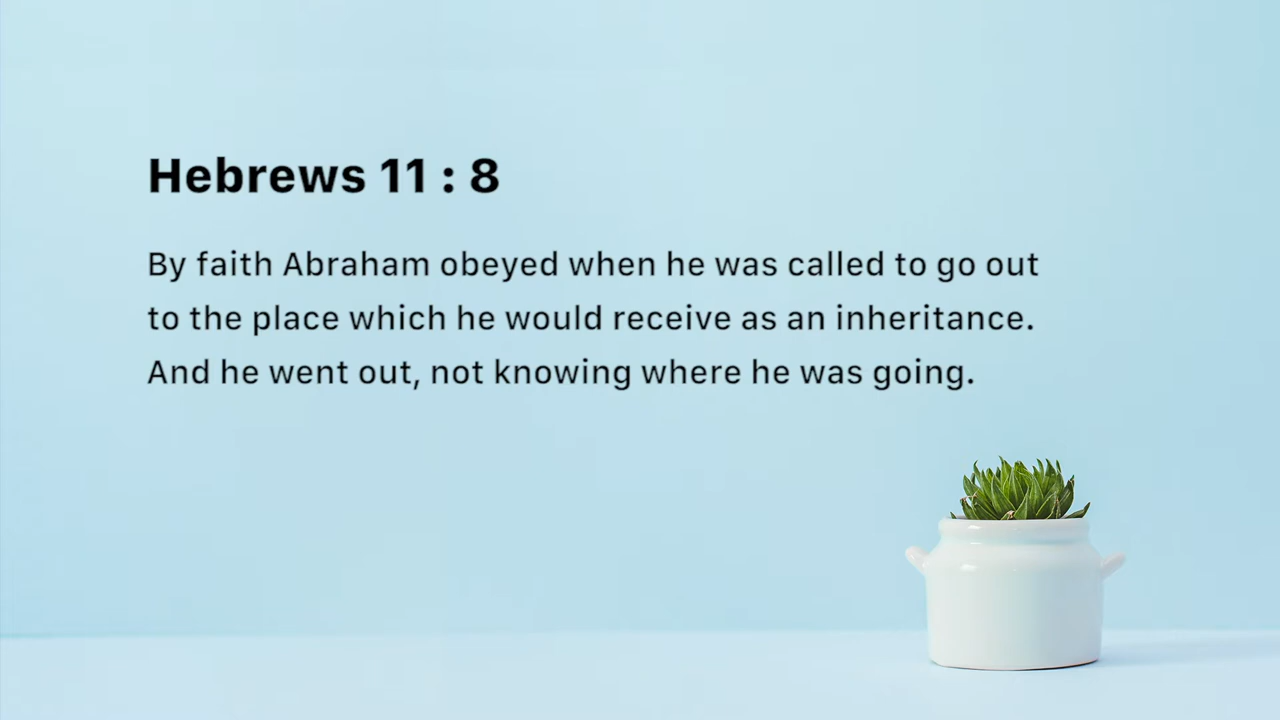 Hebrews 11 : 8
By faith Abraham obeyed when he was called to go out
to the place which he would receive as an inheritance.
And he went out, not knowing where he was going.